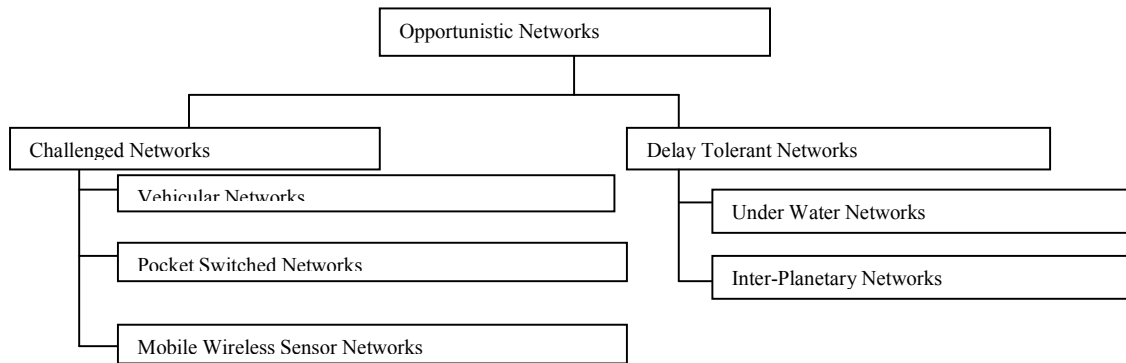 Opportunistic Networks
Challenged Networks
Delay Tolerant Networks
Vehicular Networks
Under Water Networks
Pocket Switched Networks
Inter-Planetary Networks
Mobile Wireless Sensor Networks